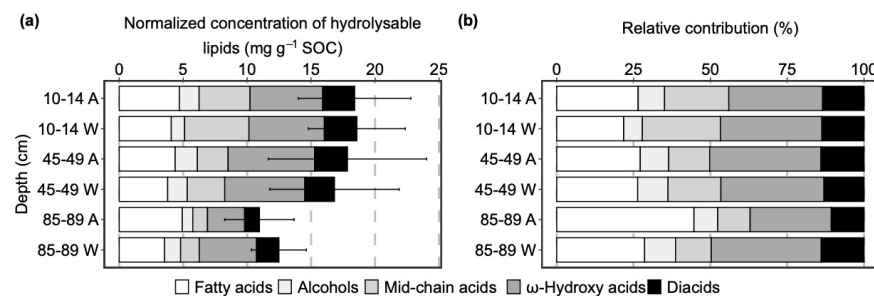 (a)
Normalized concentration of hydrolysable
lipids (mg g⁻¹ SOC)
0 5 10 15 20 25
Depth (cm)
10-14 A
10-14 W
45-49 A
45-49 W
85-89 A
85-89 W
(b)
Relative contribution (%)
0 25 50 75 100
10-14 A
10-14 W
45-49 A
45-49 W
85-89 A
85-89 W
Fatty acids Alcohols Mid-chain acids ω-Hydroxy acids Diacids